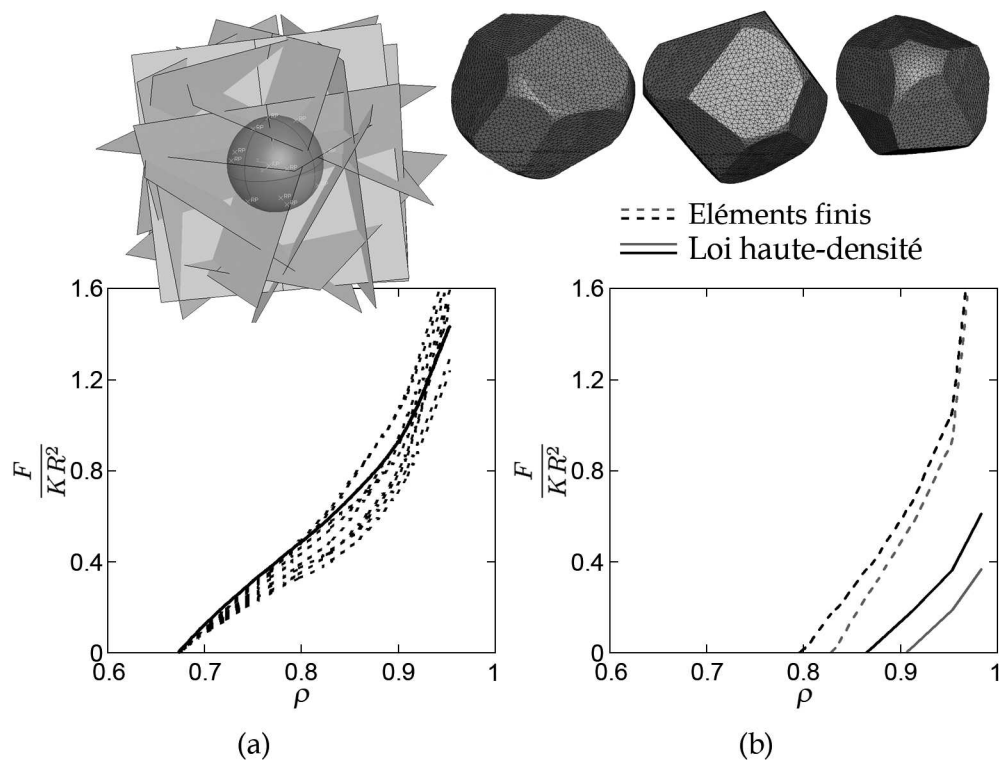 Eléments finis
Loi haute-densité
1.6
1.2
0.8
0.4
0
0.6 0.7 0.8 0.9 1
F
KR²
ρ
(a)
1.6
1.2
0.8
0.4
0
0.6 0.7 0.8 0.9 1
F
KR²
ρ
(b)